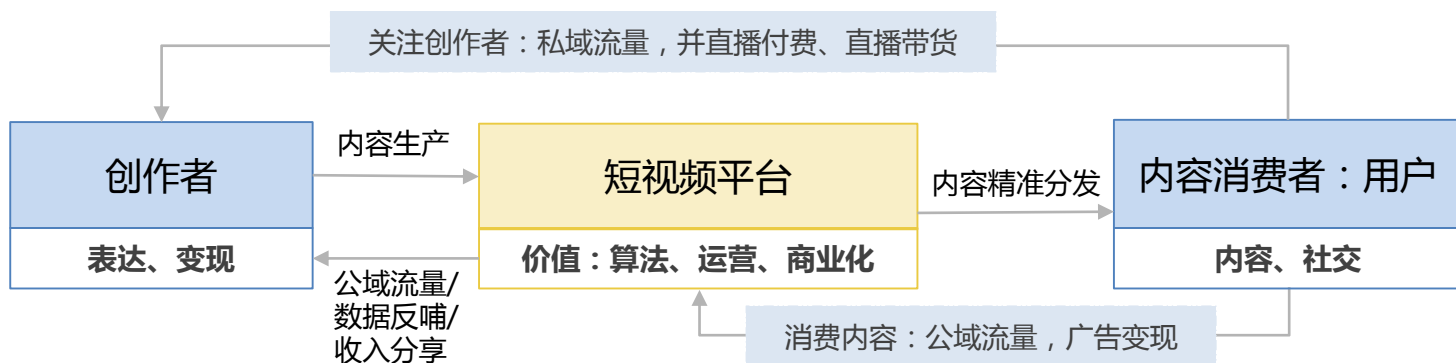 关注创作者：私域流量，并直播付费、直播带货
创作者
表达、变现
内容生产
公域流量/
数据反哺/
收入分享
短视频平台
价值：算法、运营、商业化
内容精准分发
内容消费者：用户
内容、社交
消费内容：公域流量，广告变现